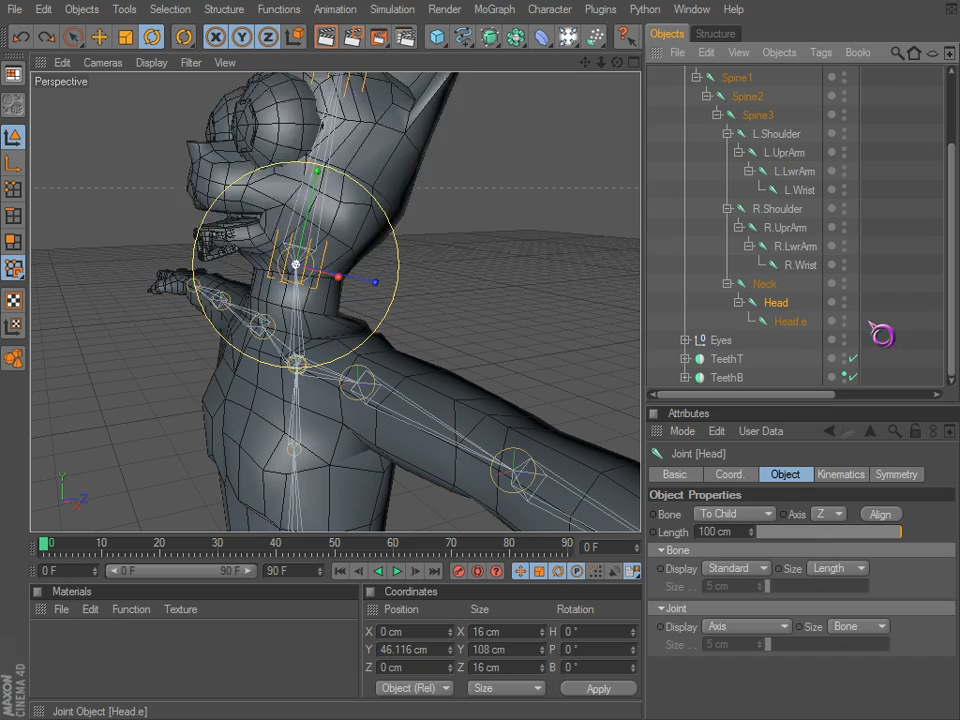 File Edit Objects Tools Selection Structure Functions Animation Simulation Render MoGraph Character Plugins Python Window Help
Objects Structure
Edit Cameras Display Filter View
File Edit View Objects Tags Booki
Perspective
Spine1
Spine2
Spine3
L.Shoulder
L.UprArm
L.LwrArm
L.Wrist
R.Shoulder
R.UprArm
R.LwrArm
R.Wrist
Neck
Head
Head.e
Eyes
TeethT
TeethB
Attributes
Mode Edit User Data
Joint [Head]
Basic Coord. Object Kinematics Symmetry
Object Properties
Bone To Child Axis Z Align
Length 100 cm
Bone
Display Standard Size Length
Size . . 5 cm
Joint
Display Axis Size Bone
Size . . 5 cm
Y
Z
X
0 10 20 30 40 50 60 70 80 90 0 F
0 F 0 F 90 F 90 F
Materials
File Edit Function Texture
Coordinates
Position Size Rotation
X 0 cm X 16 cm H 0 °
Y 46.116 cm Y 108 cm P 0 °
Z 0 cm Z 16 cm B 0 °
Object (Rel) Size Apply
MAXON CINEMA 4D
Joint Object [Head.e]